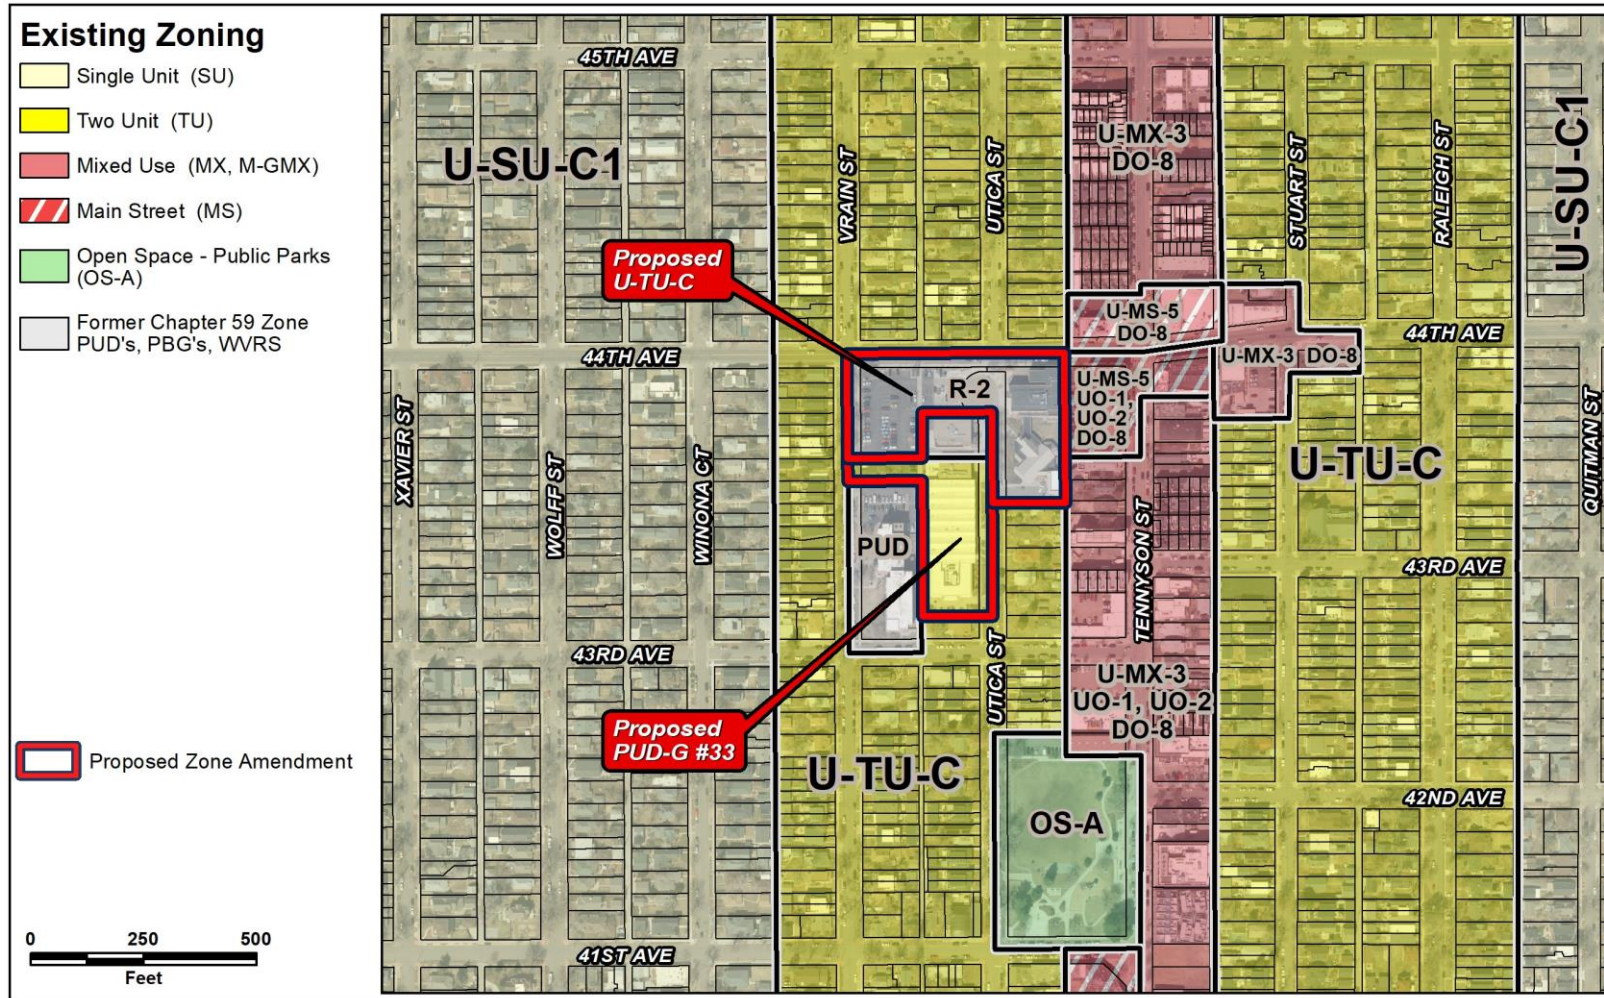 Existing Zoning
Single Unit (SU)
Two Unit (TU)
Mixed Use (MX, M-GMX)
Main Street (MS)
Open Space - Public Parks
(OS-A)
Former Chapter 59 Zone
PUD's, PBG's, WVRS
Proposed Zone Amendment
0 250 500
Feet
45TH AVE
U-SU-C1
VRAIN ST
UTICA ST
U-MX-3
DO-8
STUART ST
RALEIGH ST
U-SU-C1
Proposed
U-TU-C
U-MS-5
DO-8
44TH AVE
44TH AVE
U-MX-3 DO-8
R-2
U-MS-5
UO-1,
UO-2
DO-8
XAVIER ST
WOLFF ST
WINONA CT
U-TU-C
QUITMAN ST
PUD
TENNYSON ST
43RD AVE
43RD AVE
UTICA ST
U-MX-3
UO-1, UO-2
DO-8
Proposed
PUD-G #33
U-TU-C
42ND AVE
OS-A
41ST AVE